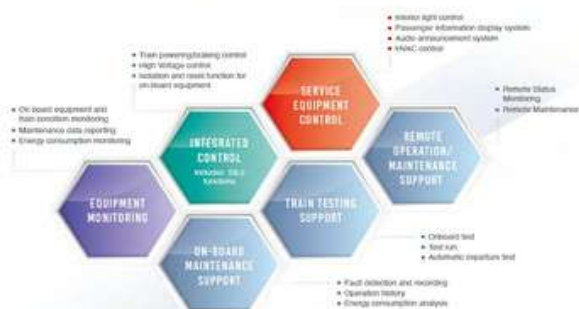 • Interior light control
• Passenger information display system
• Audio announcement system
• HVAC control
• Train powering/braking control
• High Voltage control
• Isolation and reset function for
on-board equipment
SERVICE
EQUIPMENT
CONTROL
• Remote Status
Monitoring
• Remote Maintenance
• On-board equipment and
train condition monitoring
• Maintenance data reporting
• Energy consumption monitoring
INTEGRATED
CONTROL
functions
REMOTE
OPERATION/
MAINTENANCE
SUPPORT
EQUIPMENT
MONITORING
TRAIN TESTING
SUPPORT
ON-BOARD
MAINTENANCE
SUPPORT
• Onboard test
• Test run
• Automatic departure test
• Fault detection and recording
• Operation history
• Energy consumption analysis